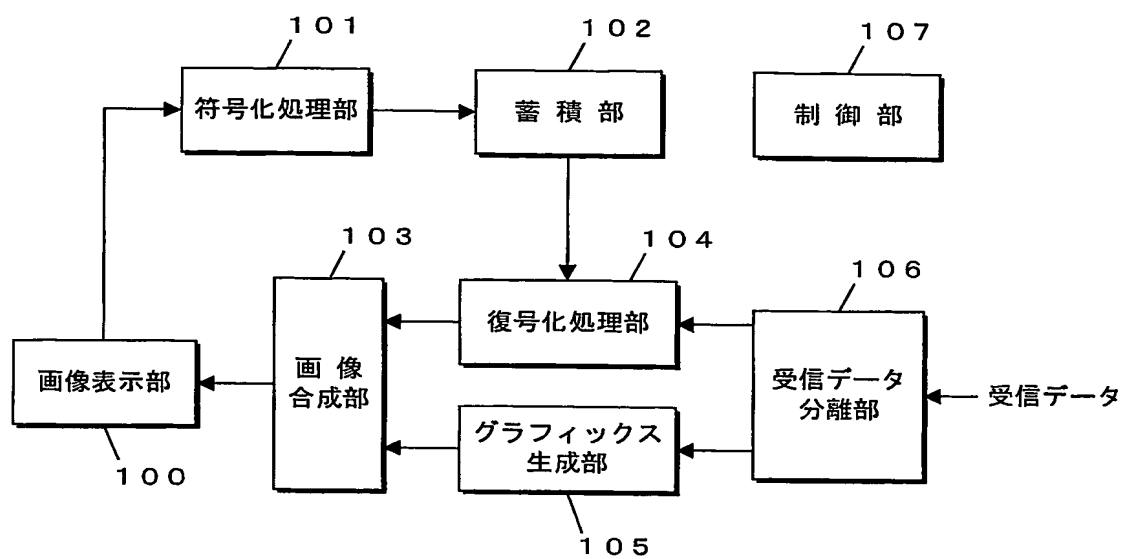 101
102
107
符号化処理部
蓄積部
制御部
103
104
106
復号化処理部
画像表示部
画像
合成部
受信データ
分離部
受信データ
グラフィックス
生成部
100
105